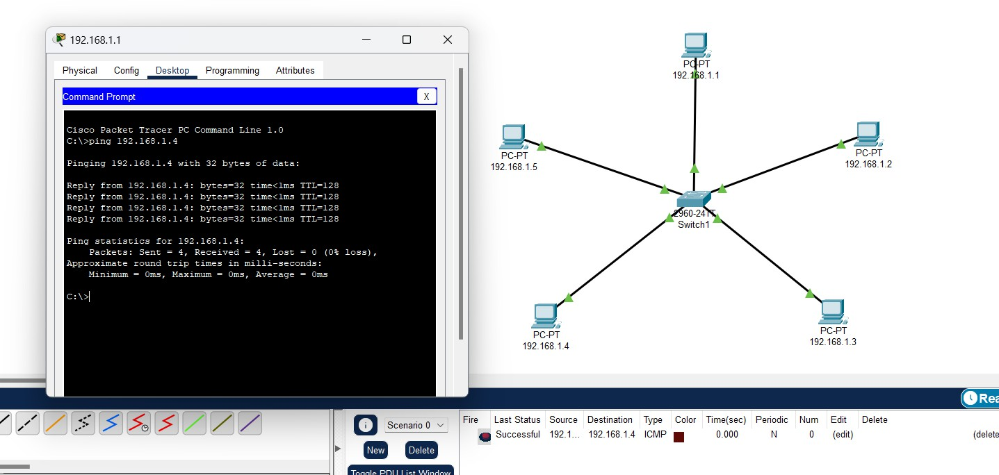 192.168.1.1
Physical Config Desktop Programming Attributes
Command Prompt X
Cisco Packet Tracer PC Command Line 1.0
C:\>ping 192.168.1.4
Pinging 192.168.1.4 with 32 bytes of data:
Reply from 192.168.1.4: bytes=32 time<1ms TTL=128
Reply from 192.168.1.4: bytes=32 time<1ms TTL=128
Reply from 192.168.1.4: bytes=32 time<1ms TTL=128
Reply from 192.168.1.4: bytes=32 time<1ms TTL=128
Ping statistics for 192.168.1.4:
Packets: Sent = 4, Received = 4, Lost = 0 (0% loss),
Approximate round trip times in milli-seconds:
Minimum = 0ms, Maximum = 0ms, Average = 0ms
C:\>
PC-PT
192.168.1.1
PC-PT
192.168.1.5
PC-PT
192.168.1.2
2960-24TT
Switch1
PC-PT
192.168.1.4
PC-PT
192.168.1.3
Rea
Scenario 0
New Delete
Toggle PDU List Window
Fire Last Status Source Destination Type Color Time(sec) Periodic Num Edit Delete
Successful 192.1... 192.168.1.4 ICMP 0.000 N 0 (edit) (delete